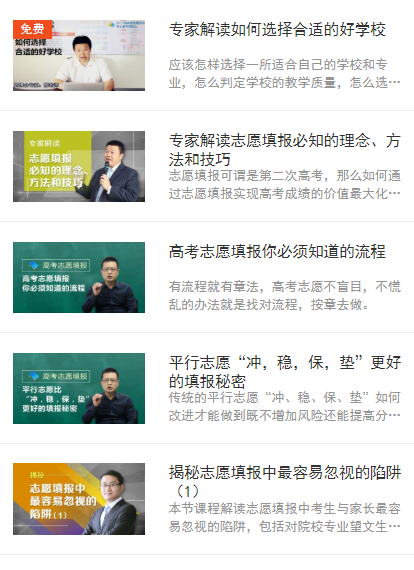 免费
如何选择
合适的好学校
专家解读如何选择合适的好学校
应该怎样选择一所适合自己的学校和专
业，怎么判定学校的教学质量，怎么选…
专家解读
志愿填报
必知的理念、
方法和技巧
专家解读志愿填报必知的理念、方
法和技巧
志愿填报可谓是第二次高考，那么如何通
过志愿填报实现高考成绩的价值最大化…
高考志愿填报
高考志愿填报
你必须知道的流程
高考志愿填报你必须知道的流程
有流程就有章法，高考志愿不盲目，不慌
乱的办法就是找对流程，按章去做。
高考志愿填报
平行志愿比
“冲，稳，保，垫”
更好的填报秘密
平行志愿“冲，稳，保，垫”更好
的填报秘密
传统的平行志愿“冲、稳、保、垫”如何
改进才能做到既不增加风险还能提高分…
揭秘
志愿填报中
最容易忽视的
陷阱(1)
揭秘志愿填报中最容易忽视的陷阱
（1）
本节课程解读志愿填报中考生与家长最容
易忽视的陷阱，包括对院校专业望文生…